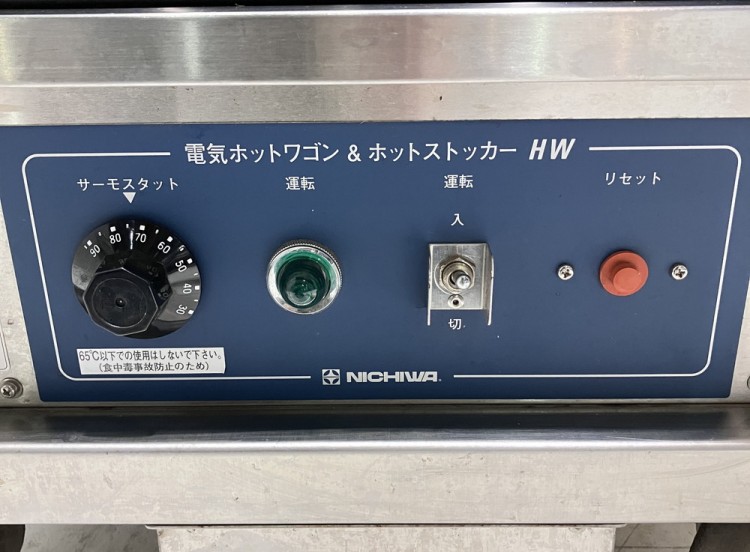 電気ホットワゴン & ホットストッカー HW
サーモスタット
運転
運転
リセット
入
90 80 70 60 50 40 30
切
65℃以下での使用はしないで下さい。
(食中毒事故防止のため)
NICHIWA